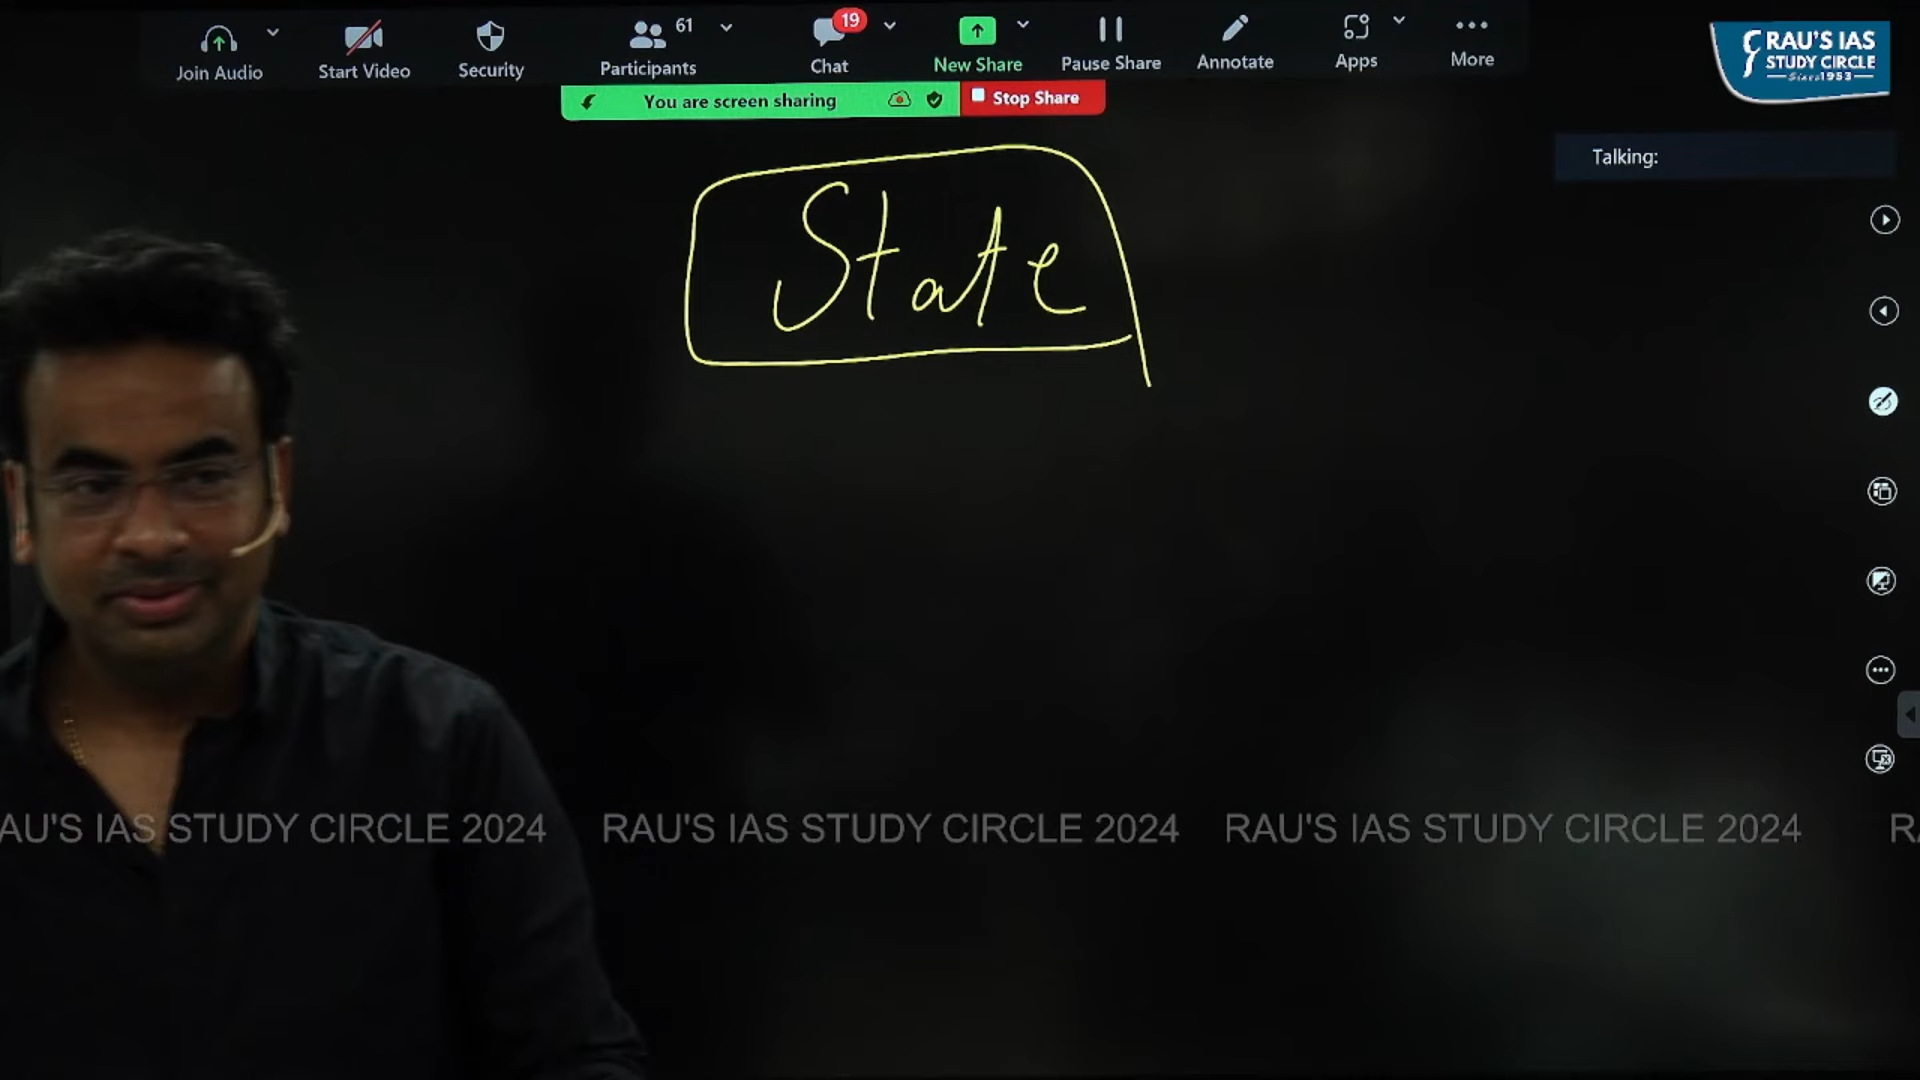 Join Audio
Start Video
Security
61
Participants
19
Chat
New Share
Pause Share
Annotate
Apps
More
RAU'S IAS
STUDY CIRCLE
Since 1953
You are screen sharing
Stop Share
Talking:
State
AU'S IAS STUDY CIRCLE 2024 RAU'S IAS STUDY CIRCLE 2024 RAU'S IAS STUDY CIRCLE 2024 R